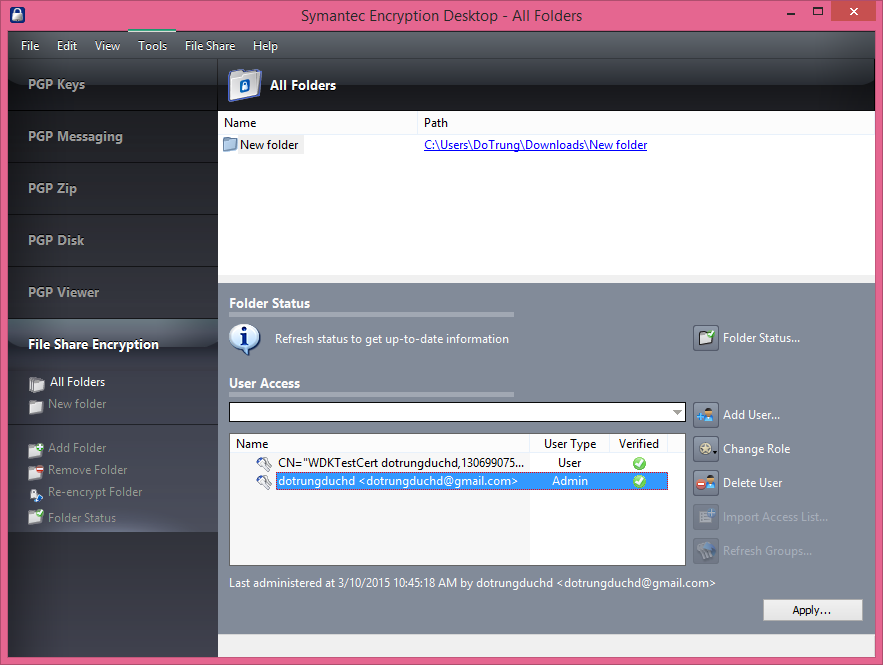 Symantec Encryption Desktop - All Folders
File Edit View Tools File Share Help
PGP Keys
PGP Messaging
PGP Zip
PGP Disk
PGP Viewer
File Share Encryption
All Folders
New folder
Add Folder
Remove Folder
Re-encrypt Folder
Folder Status
All Folders
Name Path
New folder C:\Users\DoTrung\Downloads\New folder
Folder Status
Refresh status to get up-to-date information
Folder Status...
User Access
Add User...
Change Role
Delete User
Import Access List...
Refresh Groups...
Name User Type Verified
CN="WDKTestCert dotrungduchd,130699075... User
dotrungduchd <dotrungduchd@gmail.com> Admin
Last administered at 3/10/2015 10:45:18 AM by dotrungduchd <dotrungduchd@gmail.com>
Apply...